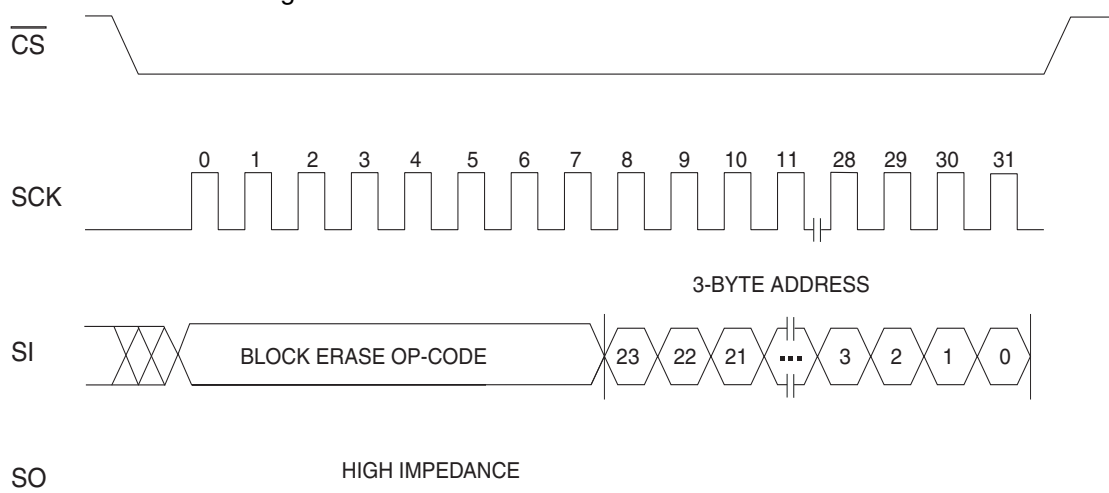 CS
0 1 2 3 4 5 6 7 8 9 10 11 28 29 30 31
SCK
3-BYTE ADDRESS
SI
BLOCK ERASE OP-CODE 23 22 21 ... 3 2 1 0
SO
HIGH IMPEDANCE